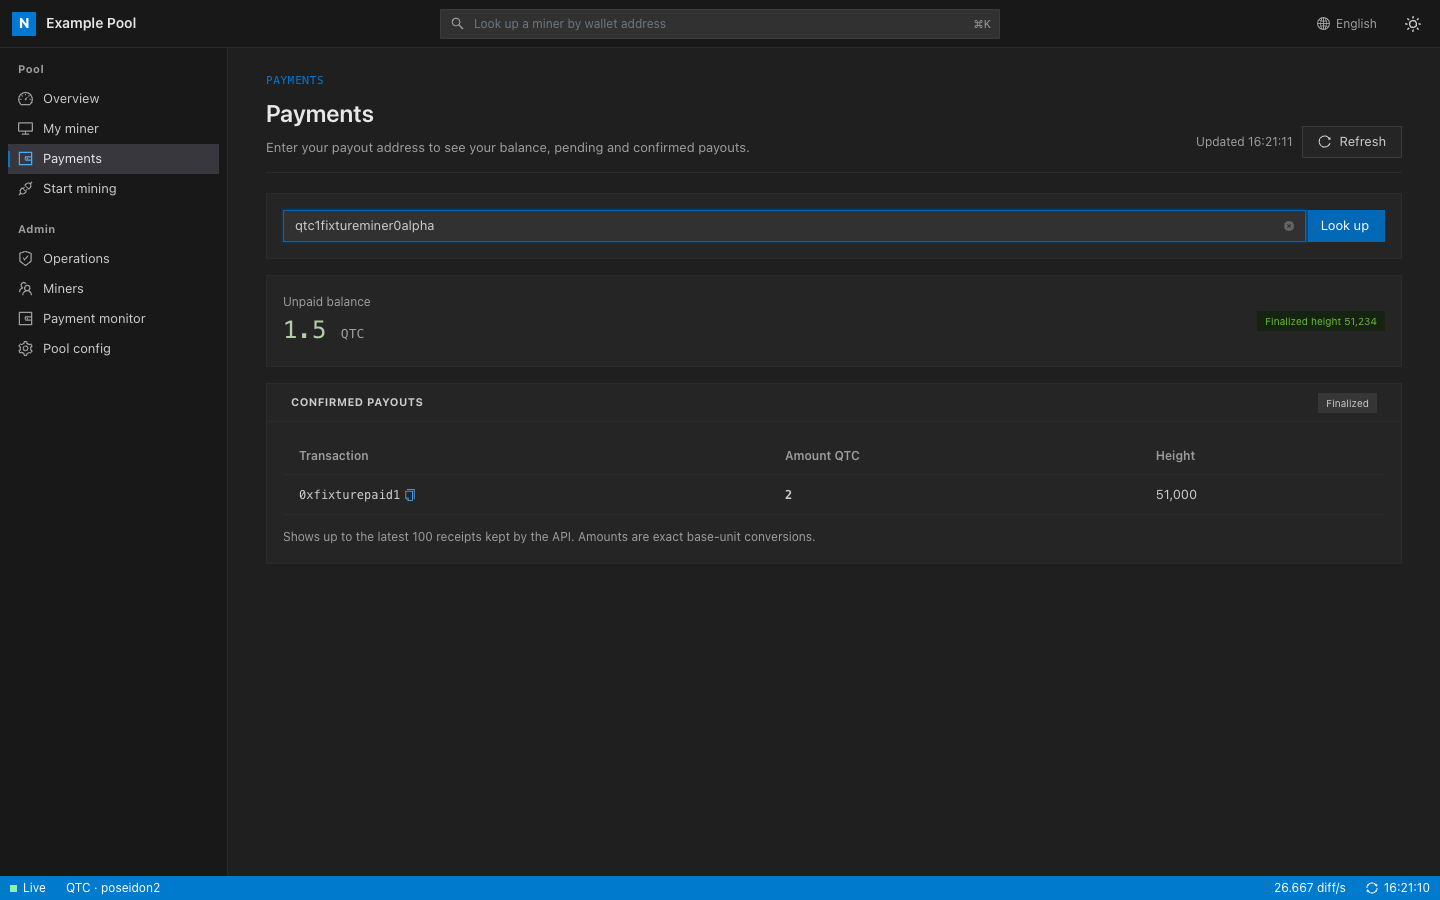 N Example Pool
Look up a miner by wallet address ⌘K
English
Pool
Overview
My miner
Payments
Start mining
Admin
Operations
Miners
Payment monitor
Pool config
PAYMENTS
Payments
Enter your payout address to see your balance, pending and confirmed payouts.
Updated 16:21:11 Refresh
qtc1fixtureminer0alpha Look up
Unpaid balance
1.5 QTC
Finalized height 51,234
CONFIRMED PAYOUTS Finalized
Transaction Amount QTC Height
0xfixturepaid1 2 51,000
Shows up to the latest 100 receipts kept by the API. Amounts are exact base-unit conversions.
Live QTC · poseidon2 26.667 diff/s 16:21:10